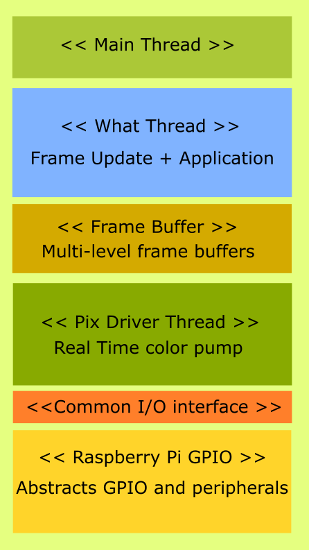 << Main Thread >>
<< What Thread >>
Frame Update + Application
<< Frame Buffer >>
Multi-level frame buffers
<< Pix Driver Thread >>
Real Time color pump
<<Common I/O interface >>
<< Raspberry Pi GPIO >>
Abstracts GPIO and peripherals